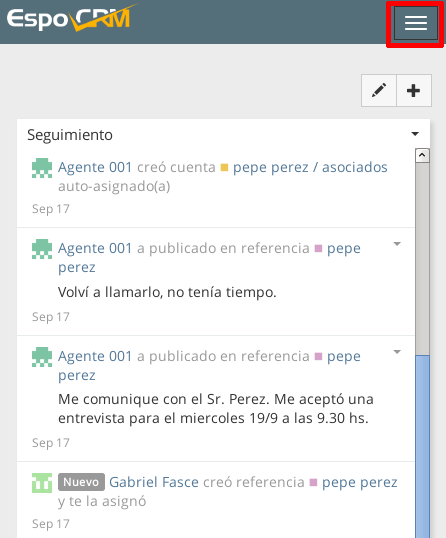 EspoCRM
Seguimiento
Agente 001 creó cuenta pepe perez / asociados
auto-asignado(a)
Sep 17
Agente 001 a publicado en referencia pepe
perez
Volví a llamarlo, no tenía tiempo.
Sep 17
Agente 001 a publicado en referencia pepe
perez
Me comunique con el Sr. Perez. Me aceptó una
entrevista para el miercoles 19/9 a las 9.30 hs.
Sep 17
Nuevo Gabriel Fasce creó referencia pepe perez
y te la asignó
Sep 17